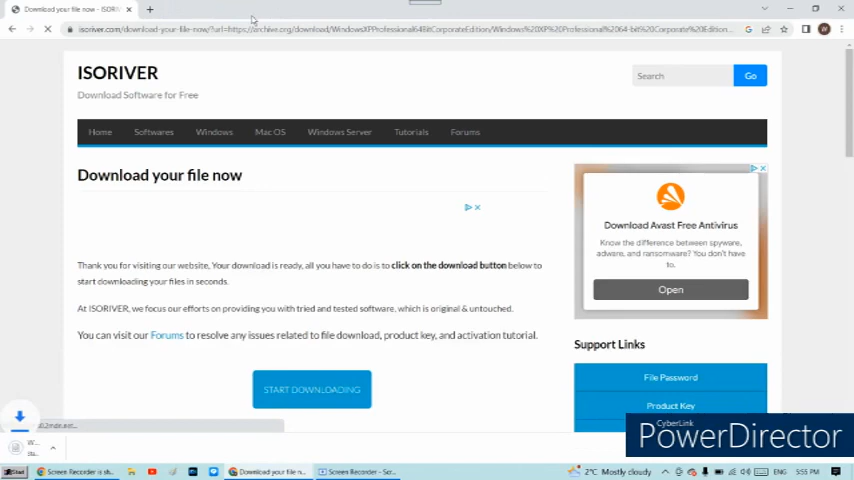 Download your file now - ISORI
isoriver.com/download-your-file-now/?url=https://archive.org/download/WindowsXPProfessional64BitCorporateEdition/Windows%20XP%20Professional%2064-bit%20Corporate%20Edition...
ISORIVER
Download Software for Free
Search
Go
Home
Softwares
Windows
Mac OS
Windows Server
Tutorials
Forums
Download your file now
Thank you for visiting our website, Your download is ready, all you have to do is to click on the download button below to
start downloading your files in seconds.
At ISORIVER, we focus our efforts on providing you with tried and tested software, which is original & untouched.
You can visit our Forums to resolve any issues related to file download, product key, and activation tutorial.
START DOWNLOADING
Download Avast Free Antivirus
Know the difference between spyware,
adware, and ransomware? You don't have
to.
Open
Support Links
File Password
Product Key
CyberLink
PowerDirector
W...
Start
Screen Recorder is sh...
Download your file n...
Screen Recorder - Scr...
2°C Mostly cloudy
ENG
5:55 PM